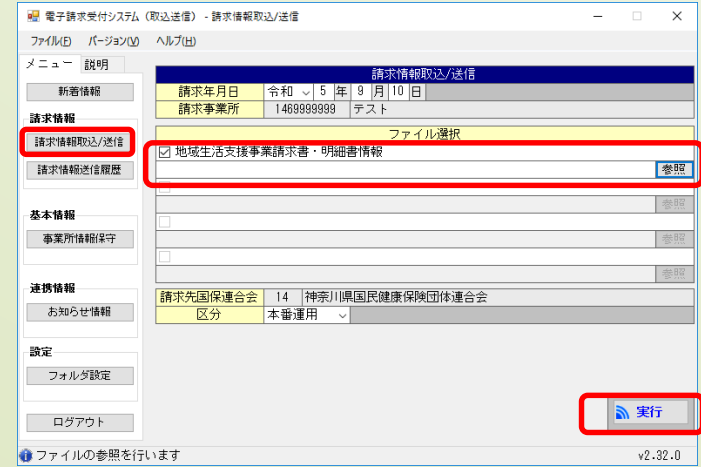 電子請求受付システム（取込送信） - 請求情報取込/送信
ファイル(F) バージョン(V) ヘルプ(H)
メニュー 説明
新着情報
請求情報
請求情報取込/送信
請求情報送信履歴
基本情報
事業所情報保守
連携情報
お知らせ情報
設定
フォルダ設定
ログアウト
請求情報取込/送信
請求年月日 令和 5 年 9 月 10 日
請求事業所 1469999999 テスト
ファイル選択
地域生活支援事業請求書・明細書情報
参照
参照
参照
参照
請求先国保連合会 14 神奈川県国民健康保険団体連合会
区分 本番運用
実行
ファイルの参照を行います v2.32.0